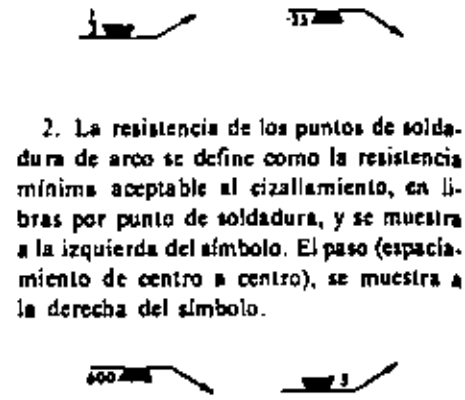 .33
2. La resistencia de los puntos de solda-
dura de arco se define como la resistencia
mínima aceptable al cizallamiento, en li-
bras por punto de soldadura, y se muestra
a la izquierda del símbolo. El paso (espacia-
miento de centro a centro), se muestra a
la derecha del símbolo.
600 3